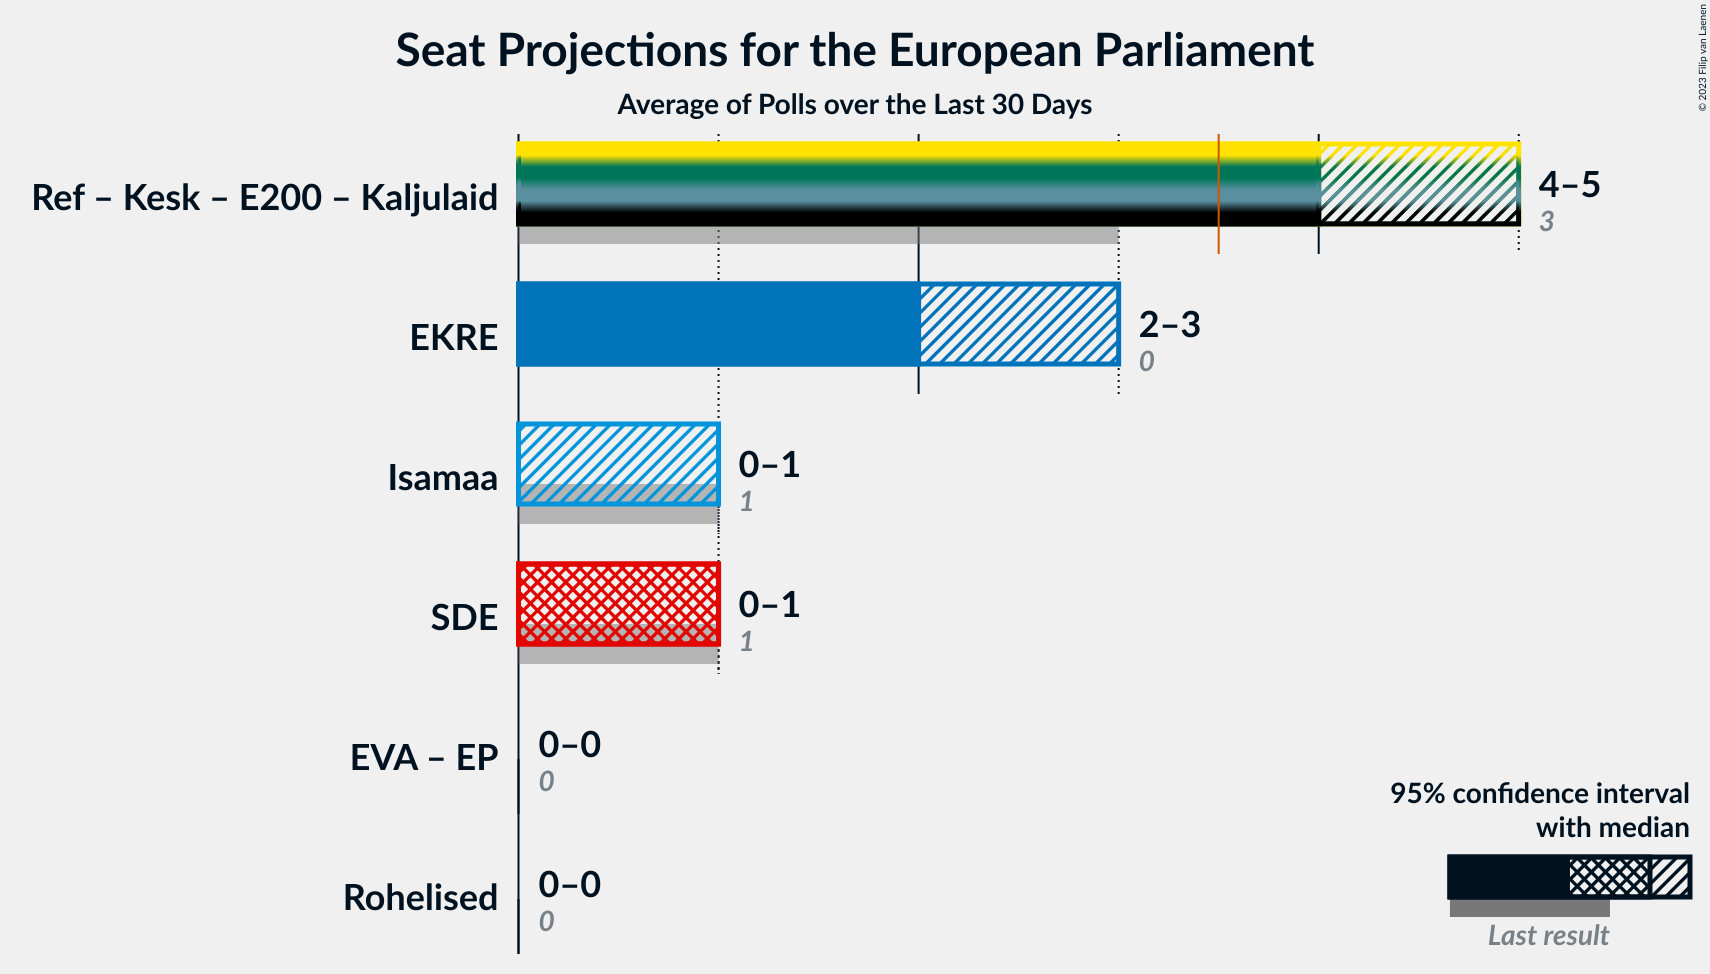 Seat Projections for the European Parliament
Average of Polls over the Last 30 Days
© 2023 Filip van Laenen
Ref – Kesk – E200 – Kaljulaid
4–5
3
EKRE
2–3
0
Isamaa
0–1
1
SDE
0–1
1
EVA – EP
0–0
0
Rohelised
0–0
0
95% confidence interval
with median
Last result